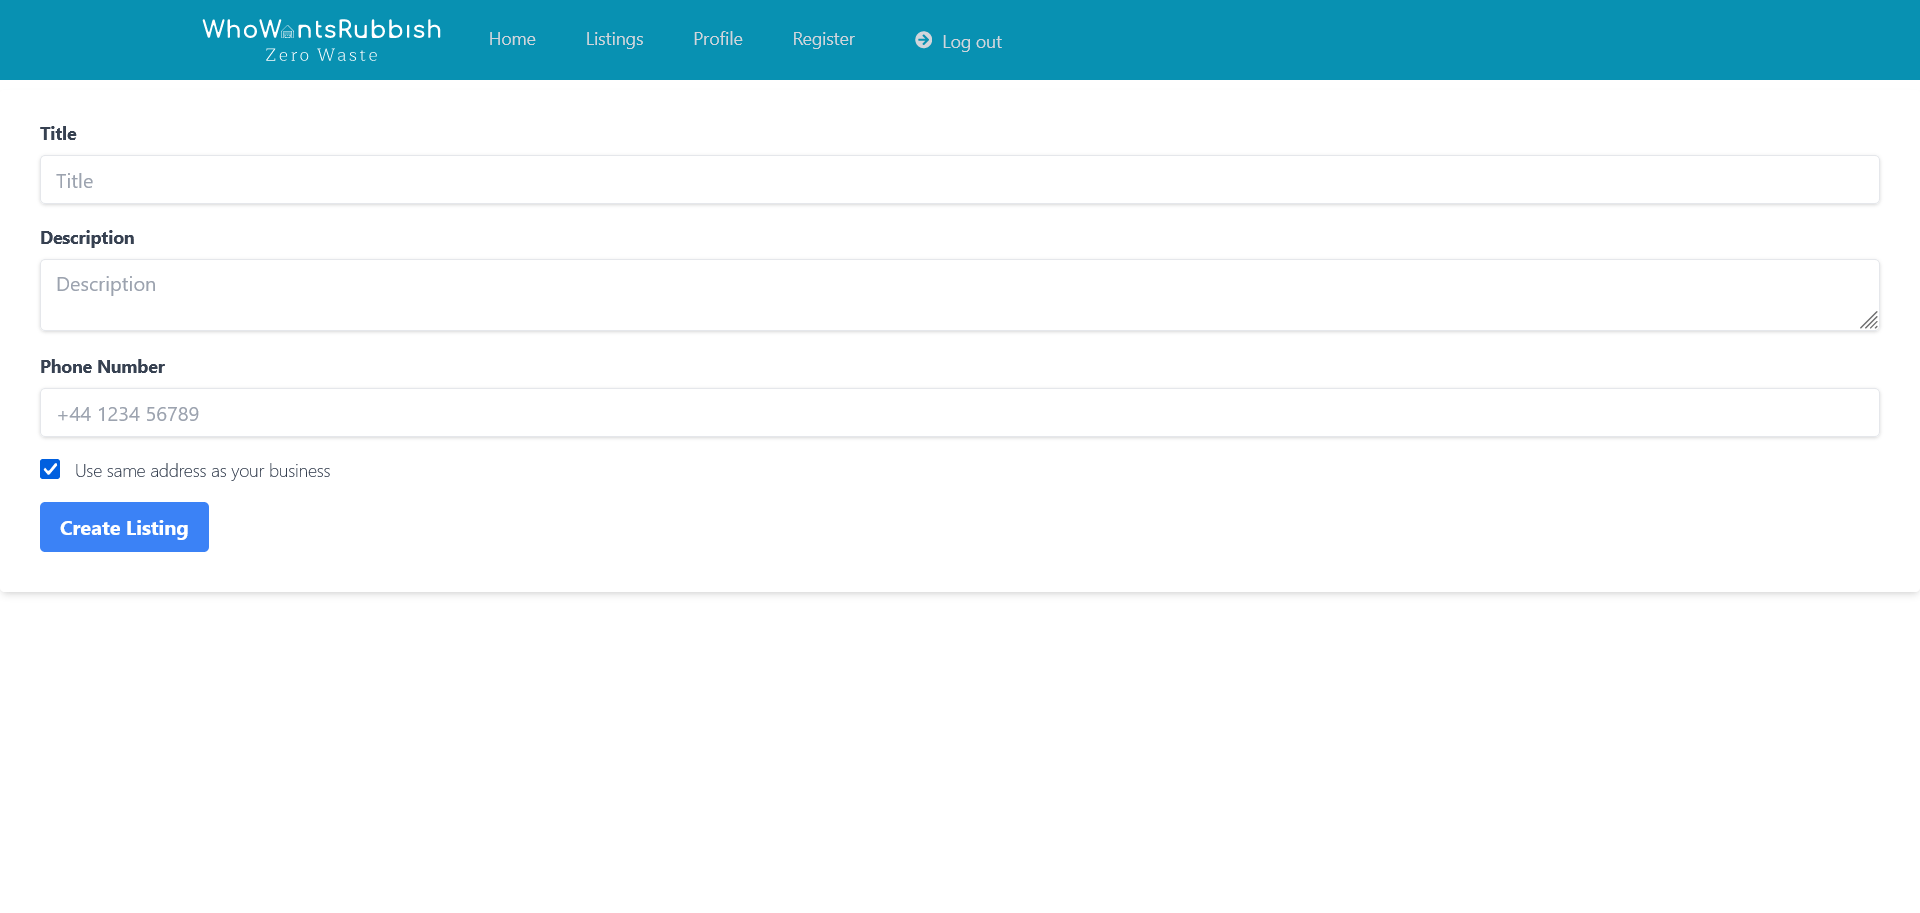 WhoWantsRubbish
Zero Waste
Home Listings Profile Register Log out
Title
Title
Description
Description
Phone Number
+44 1234 56789
Use same address as your business
Create Listing